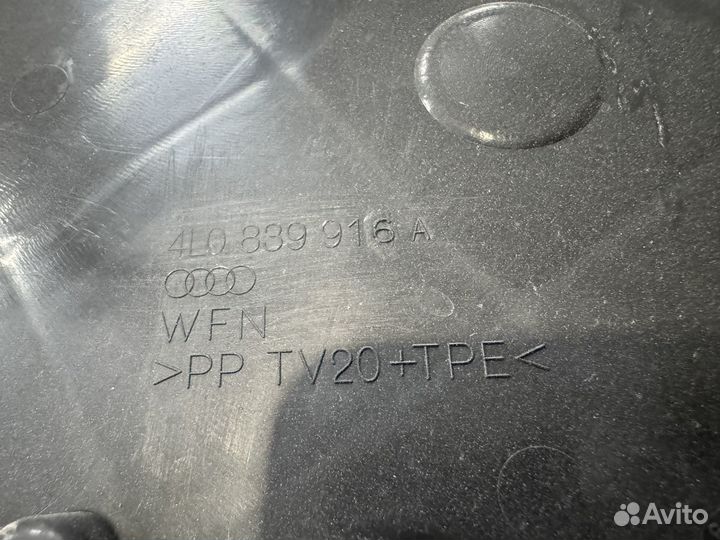 4L0 839 916 A
WFN
>PP TV20+TPE<
Avito